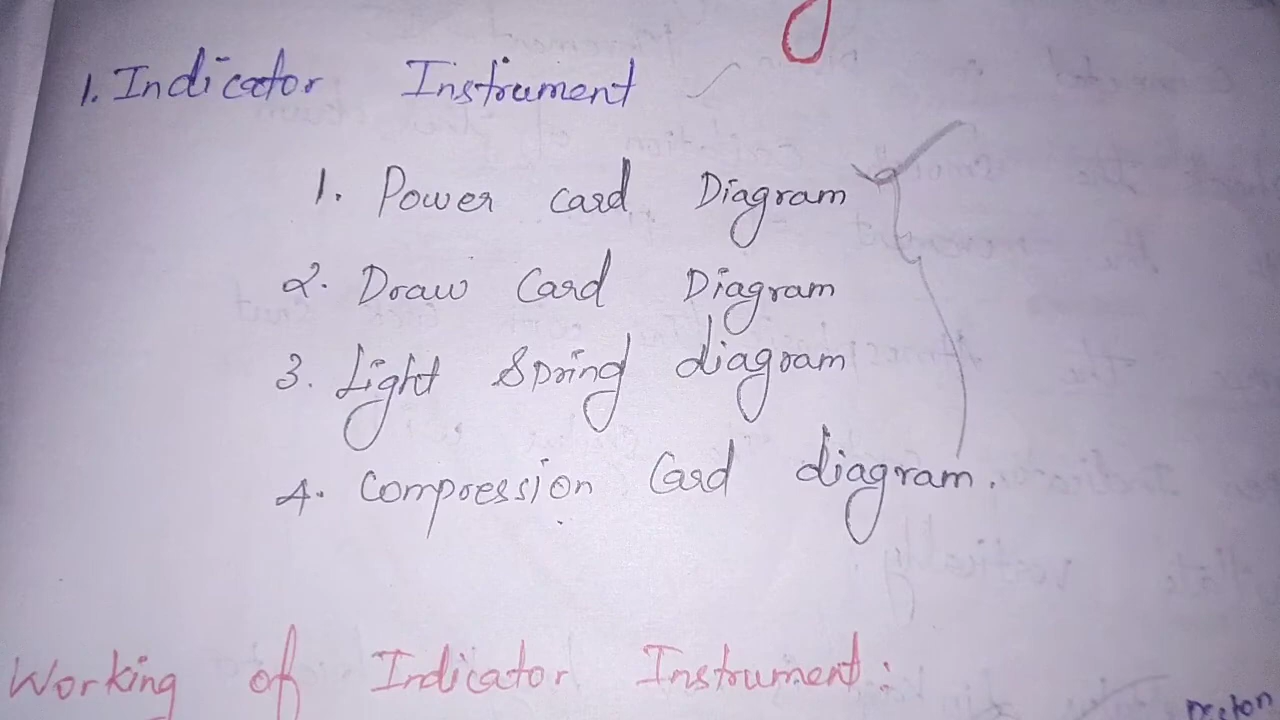 1. Indicator Instrument
1. Power card Diagram
2. Draw Card Diagram
3. Light Spring diagram
4. Compression Card diagram.
Working of Indicator Instrument: